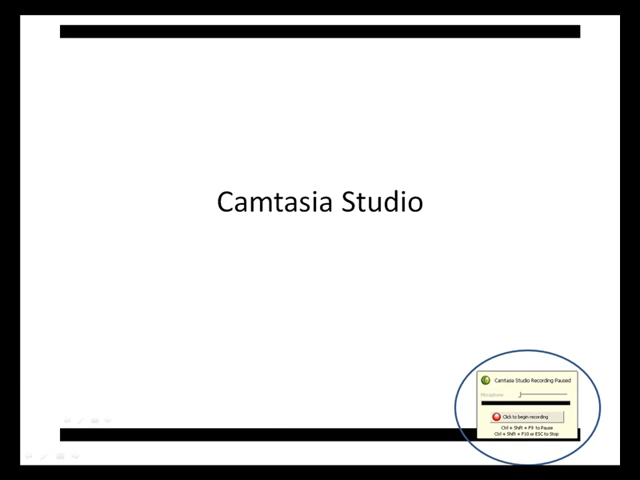 Camtasia Studio
Camtasia Studio Recording Paused
Microphone
Click to begin recording
Ctrl + Shift + F9 to Pause
Ctrl + Shift + F10 or ESC to Stop